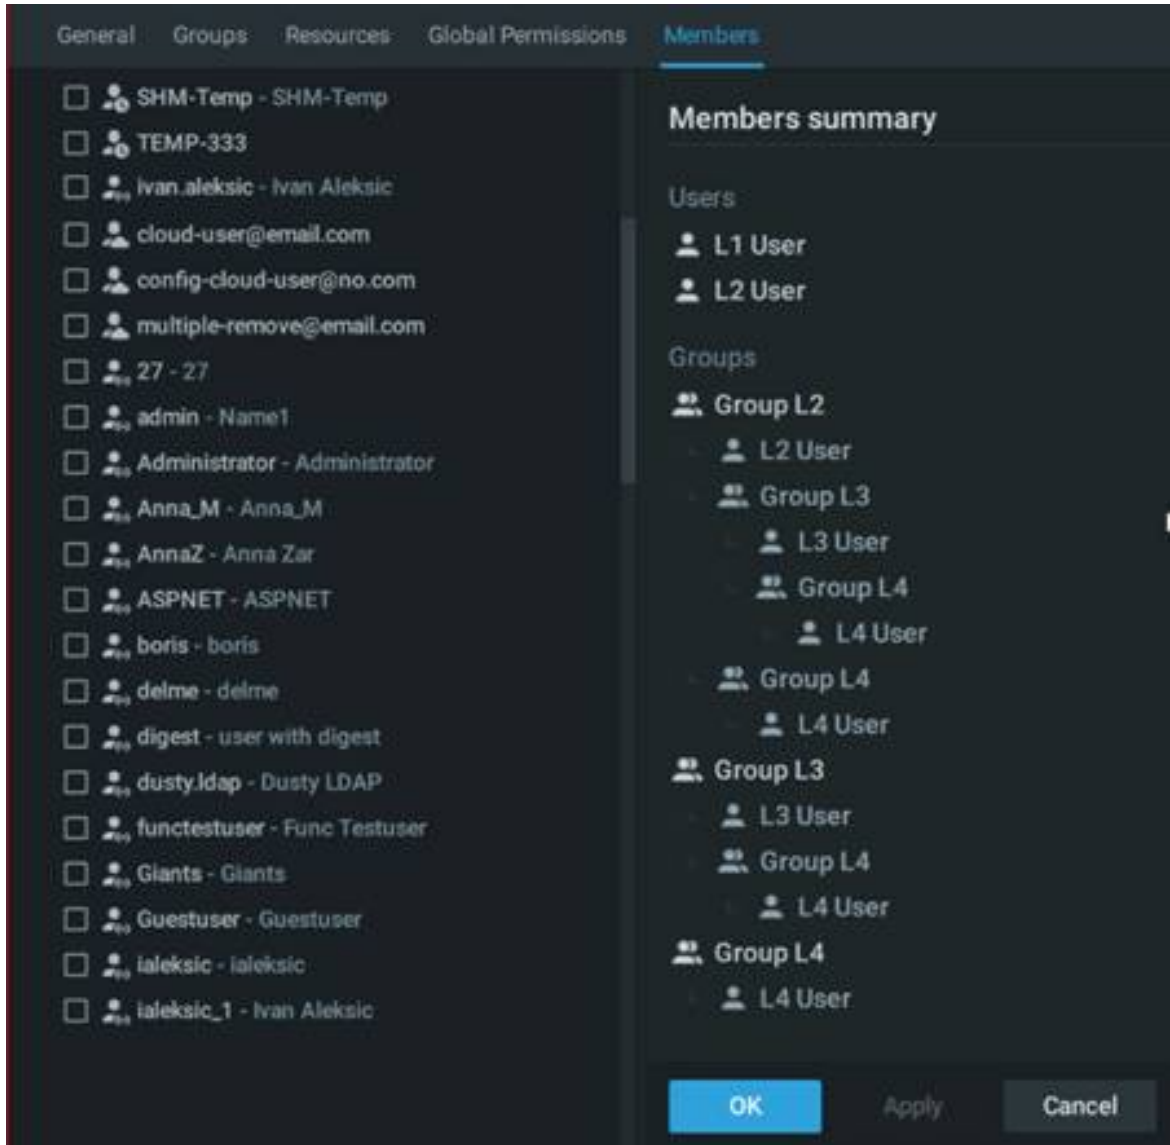 General Groups Resources Global Permissions Members
SHM-Temp - SHM-Temp
TEMP-333
ivan.aleksic - Ivan Aleksic
cloud-user@email.com
config-cloud-user@no.com
multiple-remove@email.com
27 - 27
admin - Name1
Administrator - Administrator
Anna_M - Anna_M
AnnaZ - Anna Zar
ASPNET - ASPNET
boris - boris
delme - delme
digest - user with digest
dusty.ldap - Dusty LDAP
functestuser - Func Testuser
Giants - Giants
Guestuser - Guestuser
ialeksic - ialeksic
ialeksic_1 - Ivan Aleksic
Members summary
Users
L1 User
L2 User
Groups
Group L2
L2 User
Group L3
L3 User
Group L4
L4 User
Group L4
L4 User
Group L3
L3 User
Group L4
L4 User
Group L4
L4 User
OK Apply Cancel